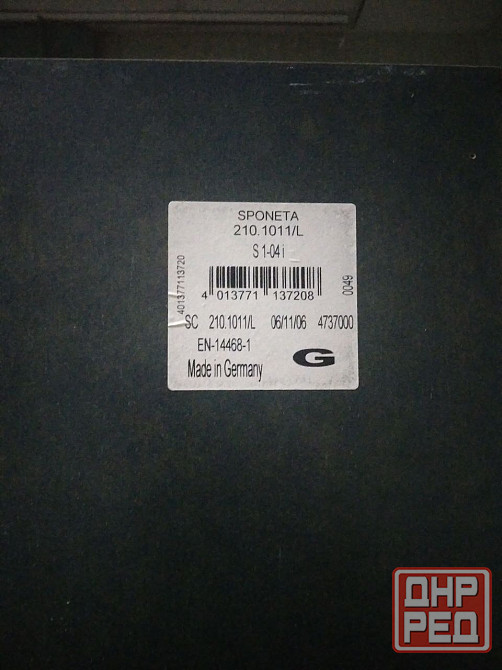 SPONETA
210.1011/L
S 1-04 i
401377113720
4 013771 137208
0049
SC 210.1011/L 06/11/06 4737000
EN-14468-1
Made in Germany
G
ДНР
РЕД